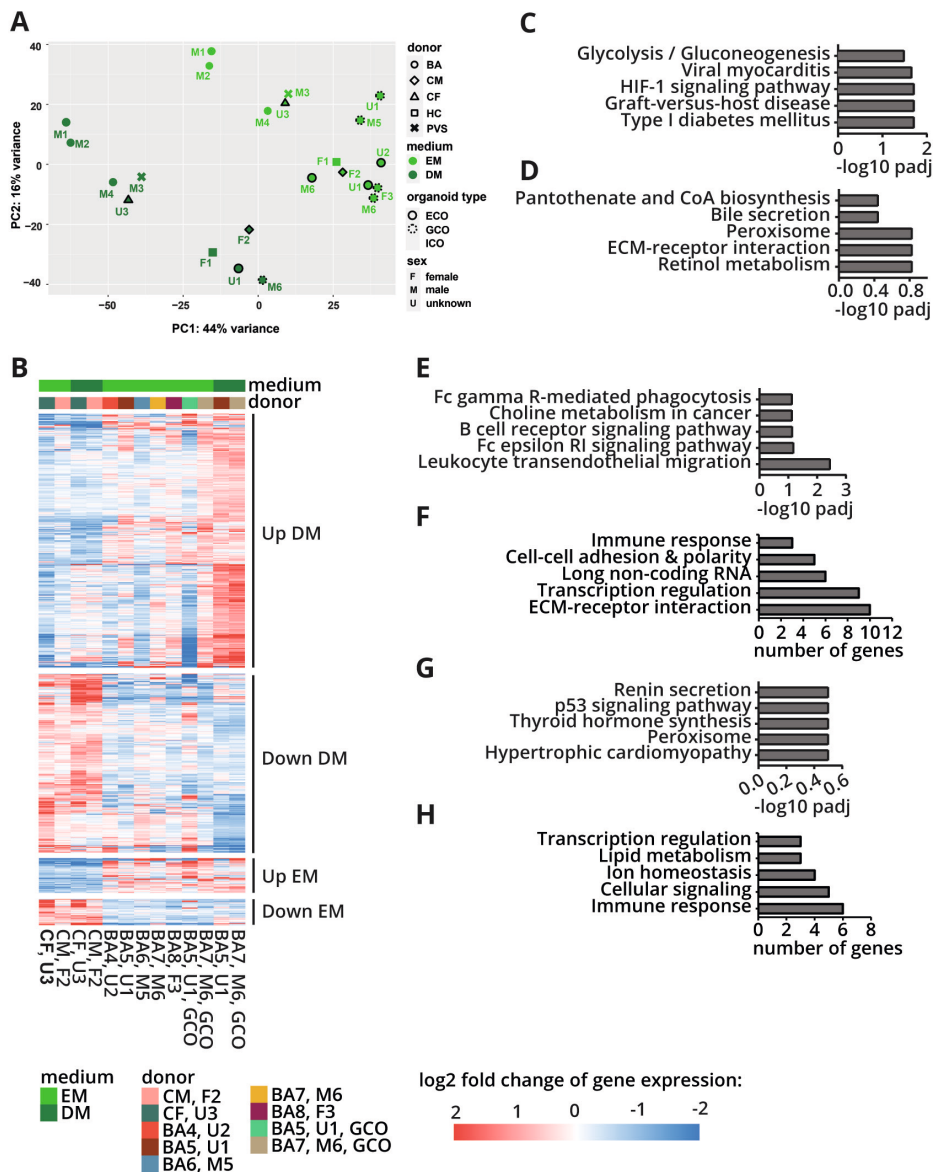 A
40
20
0
−20
−40
PC2: 16% variance
M1
M2
M3
U3
M4
U1
M5
M1
M2
M3
M4
U3
F1
U2
F2
M6
U1
F3
M6
F2
F1
U1
M6
−50
−25
0
25
PC1: 44% variance
donor
BA
CM
CF
HC
PVS
medium
EM
DM
organoid type
ECO
GCO
ICO
sex
F female
M male
U unknown
B
medium
donor
Up DM
Down DM
Up EM
Down EM
CF, U3
CM, F2
CF, U3
CM, F2
BA4, U2
BA5, U1
BA6, M5
BA7, M6
BA8, F3
BA5, U1, GCO
BA7, M6, GCO
BA5, U1
BA7, M6, GCO
medium
EM
DM
donor
CM, F2
CF, U3
BA4, U2
BA5, U1
BA6, M5
BA7, M6
BA8, F3
BA5, U1, GCO
BA7, M6, GCO
log2 fold change of gene expression:
2 1 0 -1 -2
C
Glycolysis / Gluconeogenesis
Viral myocarditis
HIF-1 signaling pathway
Graft-versus-host disease
Type I diabetes mellitus
0 1 2
-log10 padj
D
Pantothenate and CoA biosynthesis
Bile secretion
Peroxisome
ECM-receptor interaction
Retinol metabolism
0.0 0.4 0.8
-log10 padj
E
Fc gamma R-mediated phagocytosis
Choline metabolism in cancer
B cell receptor signaling pathway
Fc epsilon RI signaling pathway
Leukocyte transendothelial migration
0 1 2 3
-log10 padj
F
Immune response
Cell-cell adhesion & polarity
Long non-coding RNA
Transcription regulation
ECM-receptor interaction
0 2 4 6 8 10 12
number of genes
G
Renin secretion
p53 signaling pathway
Thyroid hormone synthesis
Peroxisome
Hypertrophic cardiomyopathy
0.0 0.2 0.4 0.6
-log10 padj
H
Transcription regulation
Lipid metabolism
Ion homeostasis
Cellular signaling
Immune response
0 2 4 6 8
number of genes